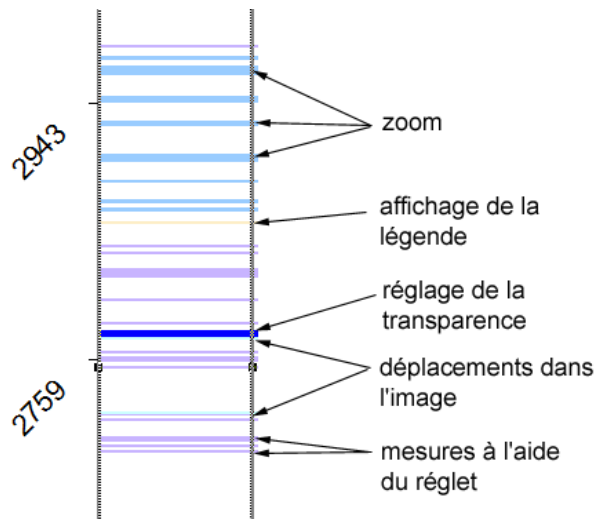 2943
zoom
affichage de la
légende
réglage de la
transparence
déplacements dans
l'image
2759
mesures à l'aide
du réglet